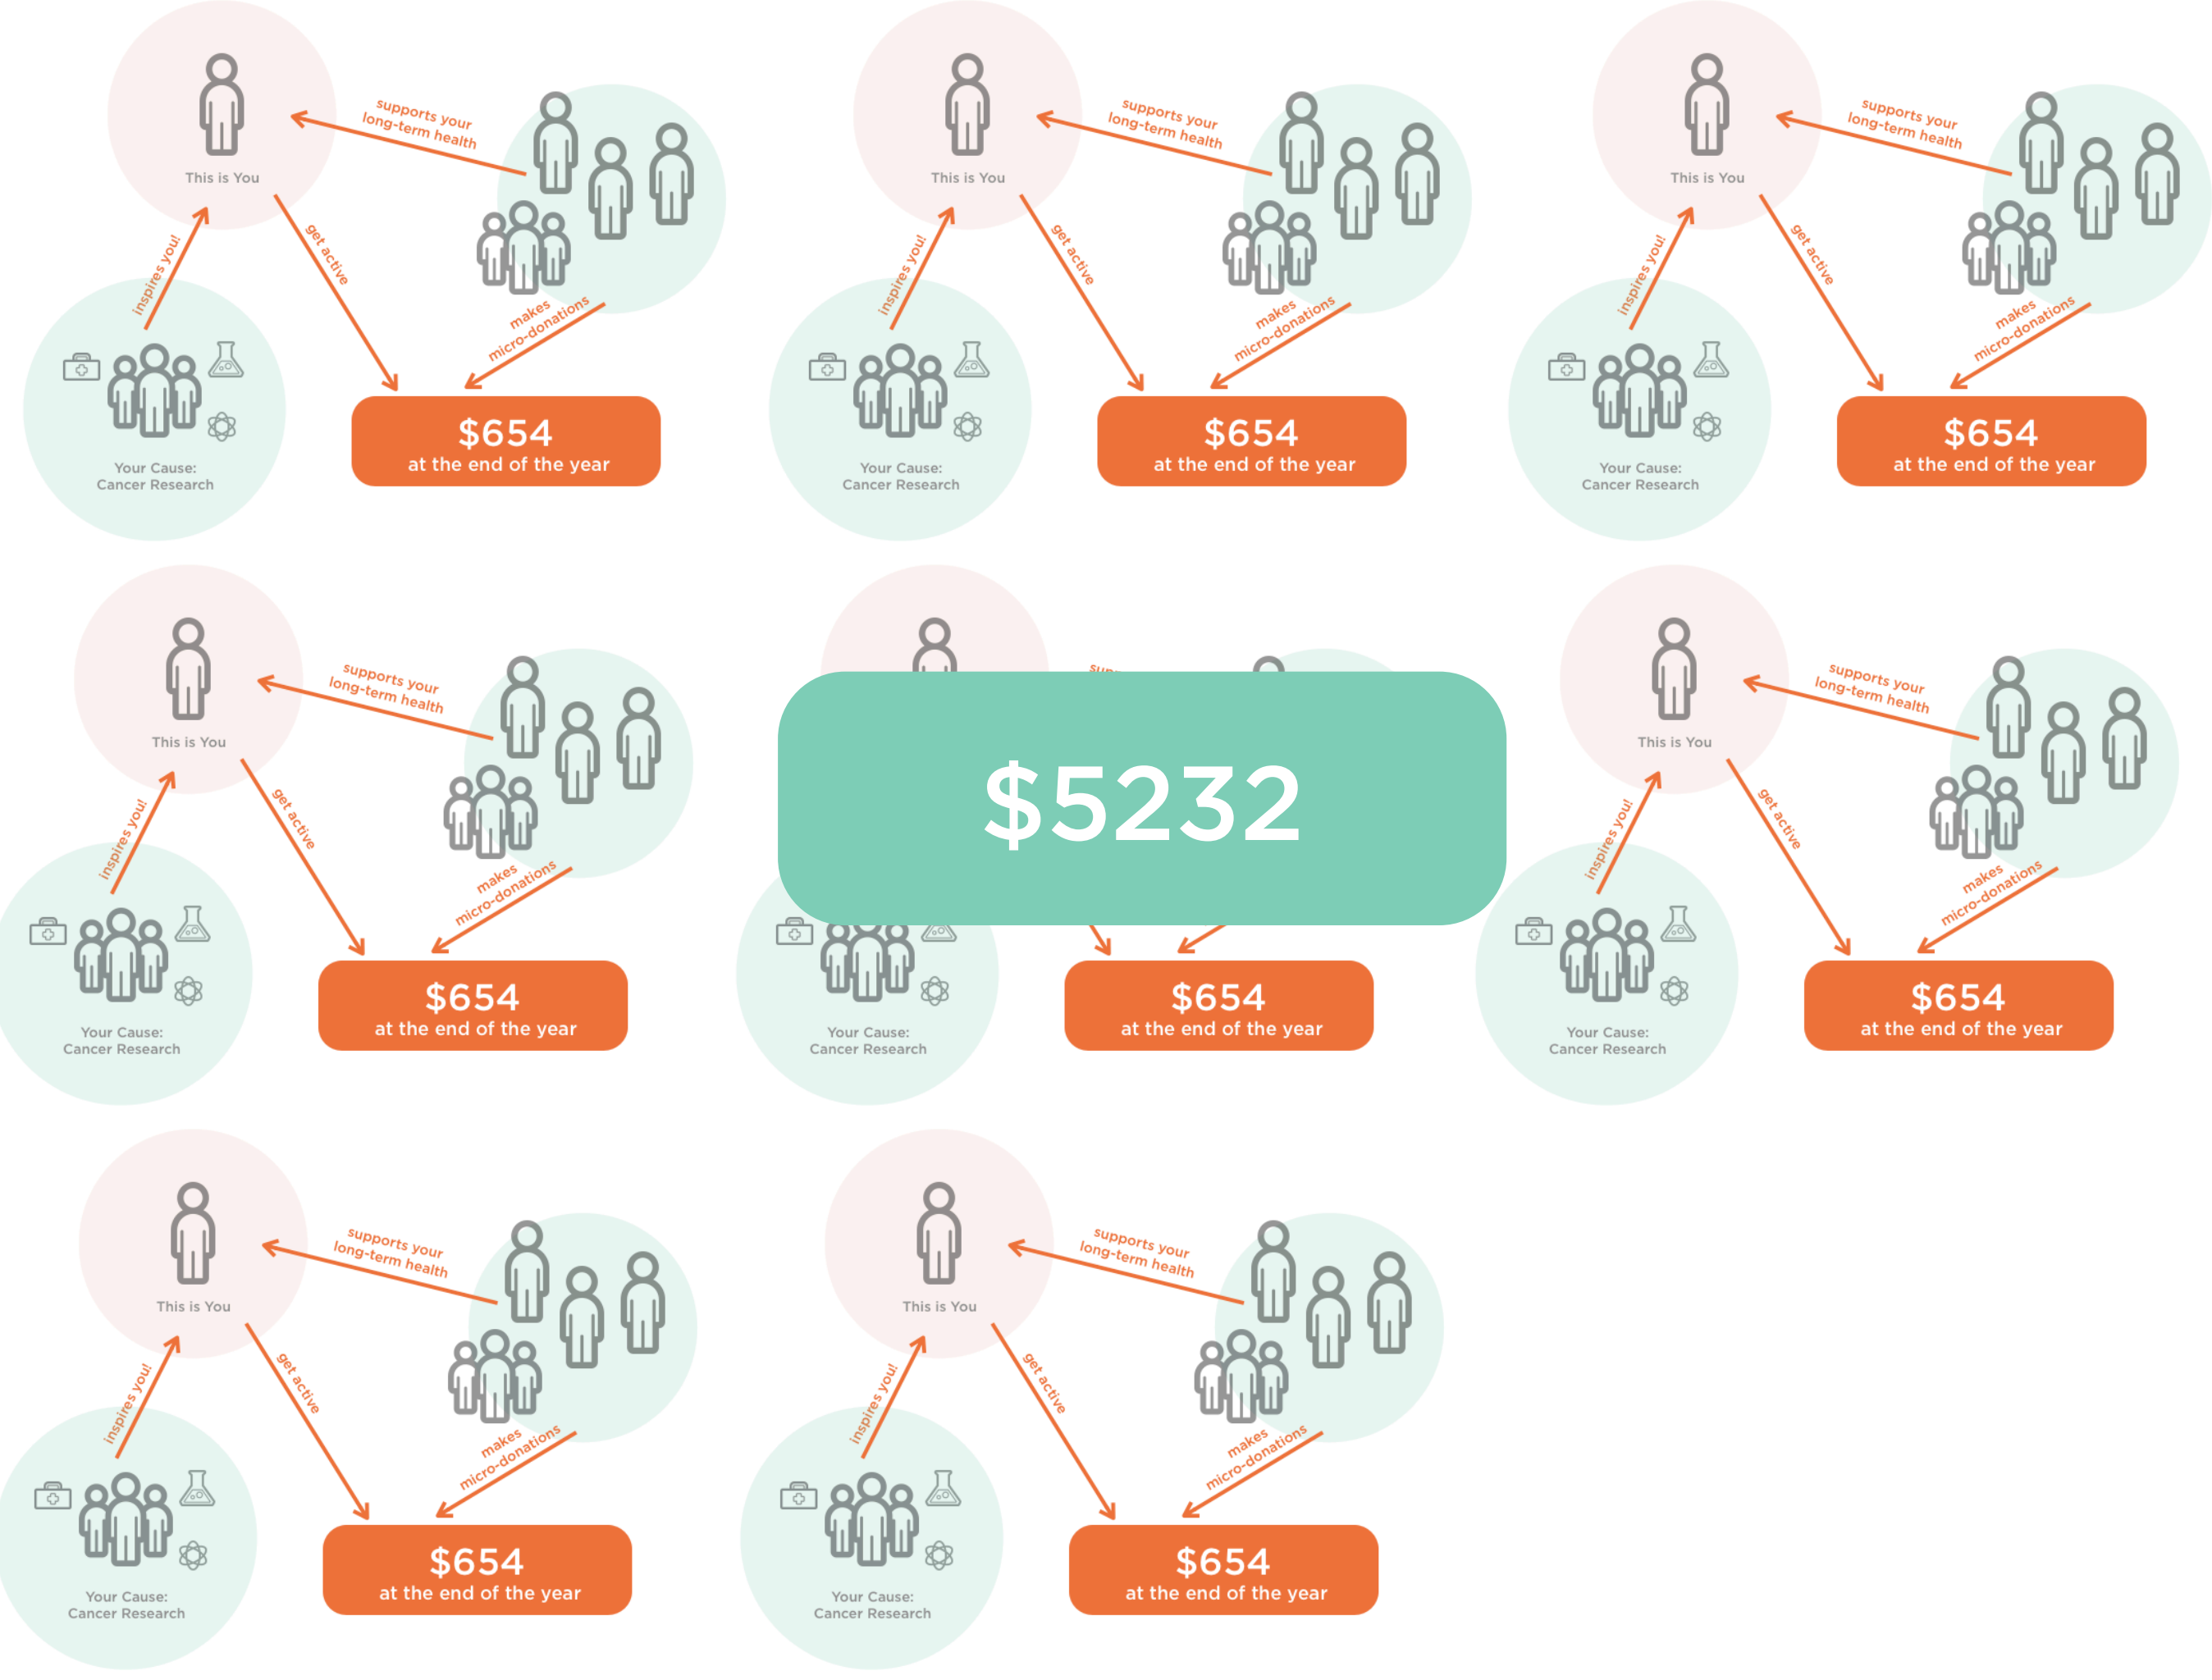 supports your
long-term health
This is You
inspires you!
get active
makes
micro-donations
$654
at the end of the year
Your Cause:
Cancer Research
supports your
long-term health
This is You
inspires you!
get active
makes
micro-donations
$654
at the end of the year
Your Cause:
Cancer Research
supports your
long-term health
This is You
inspires you!
get active
makes
micro-donations
$654
at the end of the year
Your Cause:
Cancer Research
supports your
long-term health
This is You
inspires you!
get active
makes
micro-donations
$654
at the end of the year
Your Cause:
Cancer Research
$5232
$654
at the end of the year
Your Cause:
Cancer Research
supports your
long-term health
This is You
inspires you!
get active
makes
micro-donations
$654
at the end of the year
Your Cause:
Cancer Research
supports your
long-term health
This is You
inspires you!
get active
makes
micro-donations
$654
at the end of the year
Your Cause:
Cancer Research
supports your
long-term health
This is You
inspires you!
get active
makes
micro-donations
$654
at the end of the year
Your Cause:
Cancer Research